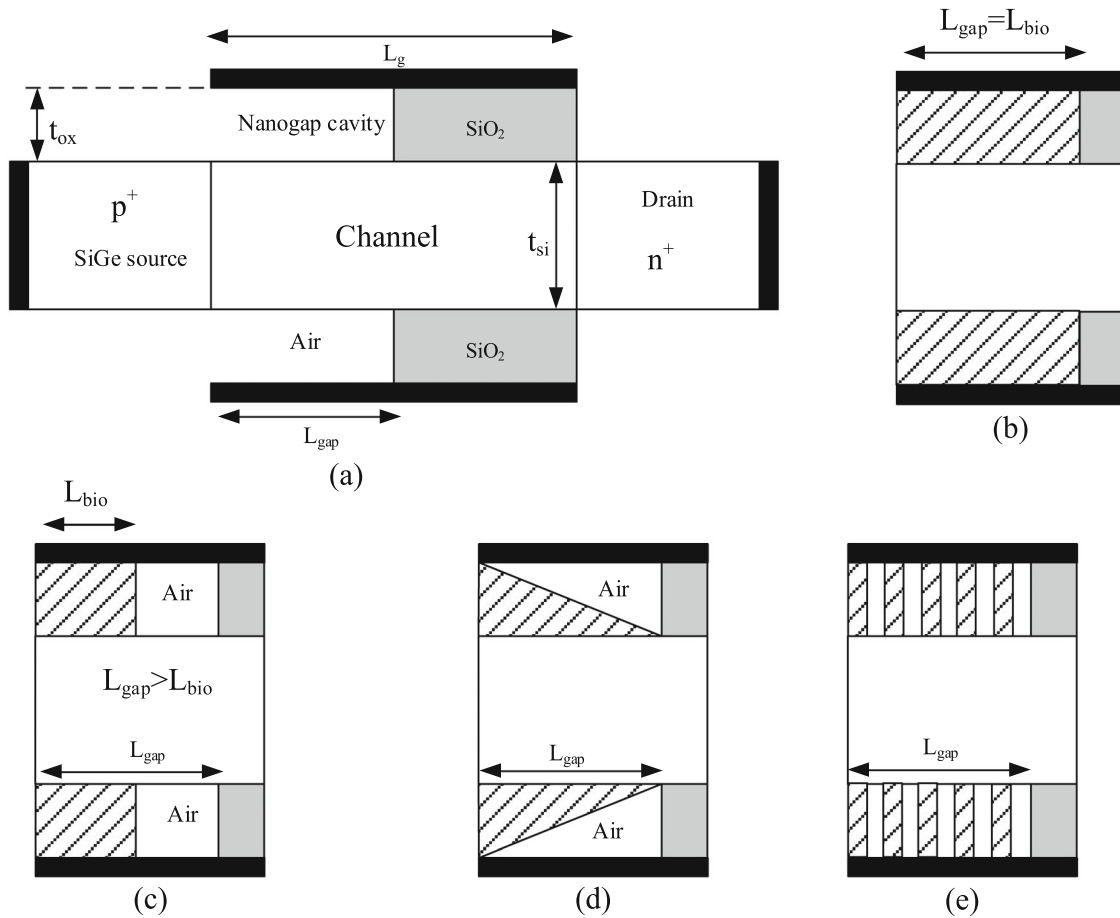 L_g
t_ox
Nanogap cavity
SiO₂
p⁺
SiGe source
Channel
t_si
Drain
n⁺
Air
SiO₂
L_gap
(a)
L_gap=L_bio
(b)
L_bio
Air
L_gap>L_bio
L_gap
Air
(c)
Air
L_gap
Air
(d)
L_gap
(e)